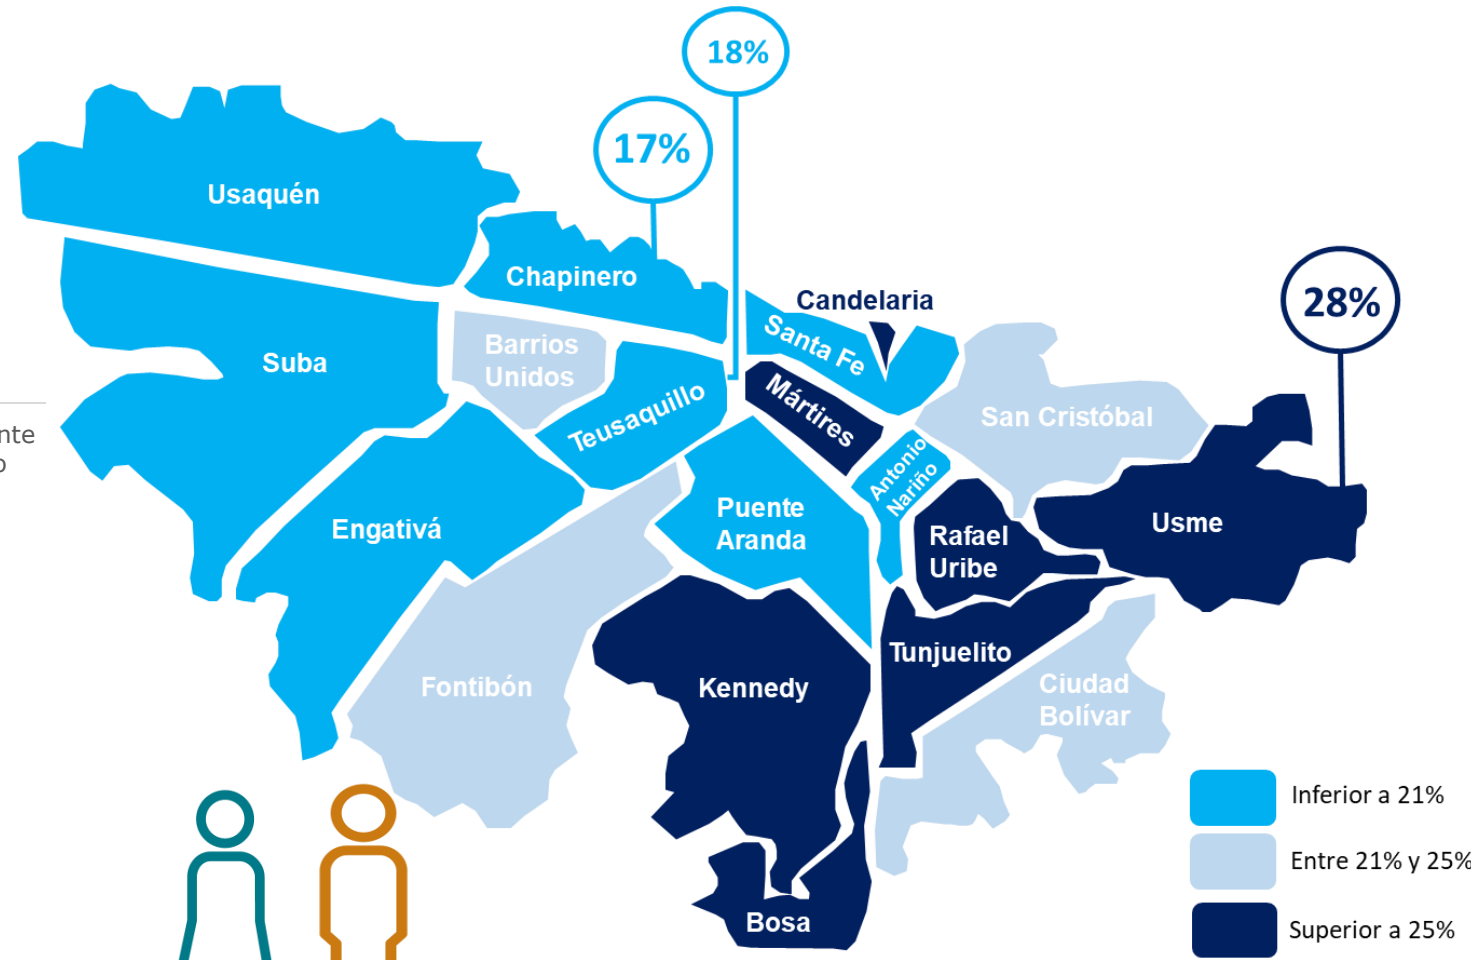 18%
17%
Usaquén
Chapinero
28%
Candelaria
Santa Fe
Suba
Barrios
Unidos
Teusaquillo
Mártires
San Cristóbal
Antonio
Nariño
Engativá
Puente
Aranda
Rafael
Uribe
Usme
Fontibón
Kennedy
Tunjuelito
Ciudad
Bolívar
Bosa
Inferior a 21%
Entre 21% y 25%
Superior a 25%